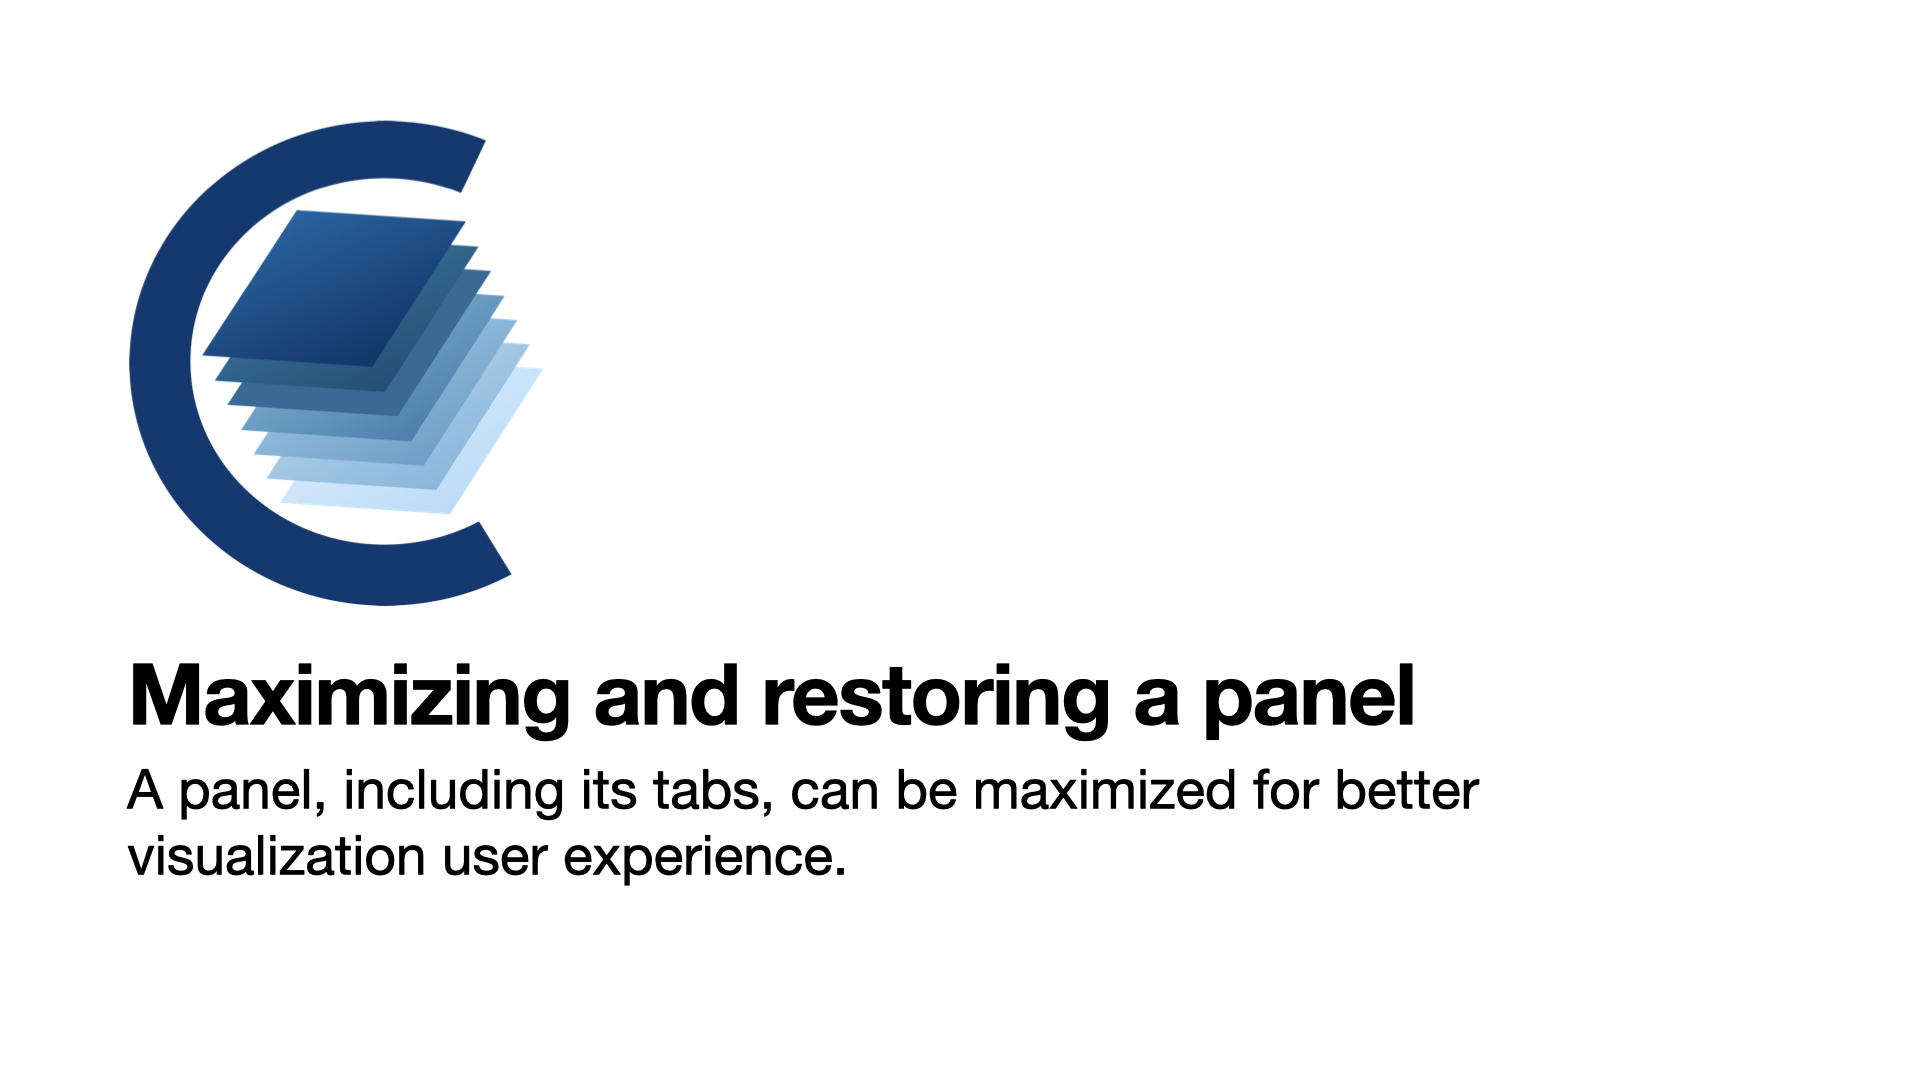 Maximizing and restoring a panel
A panel, including its tabs, can be maximized for better
visualization user experience.